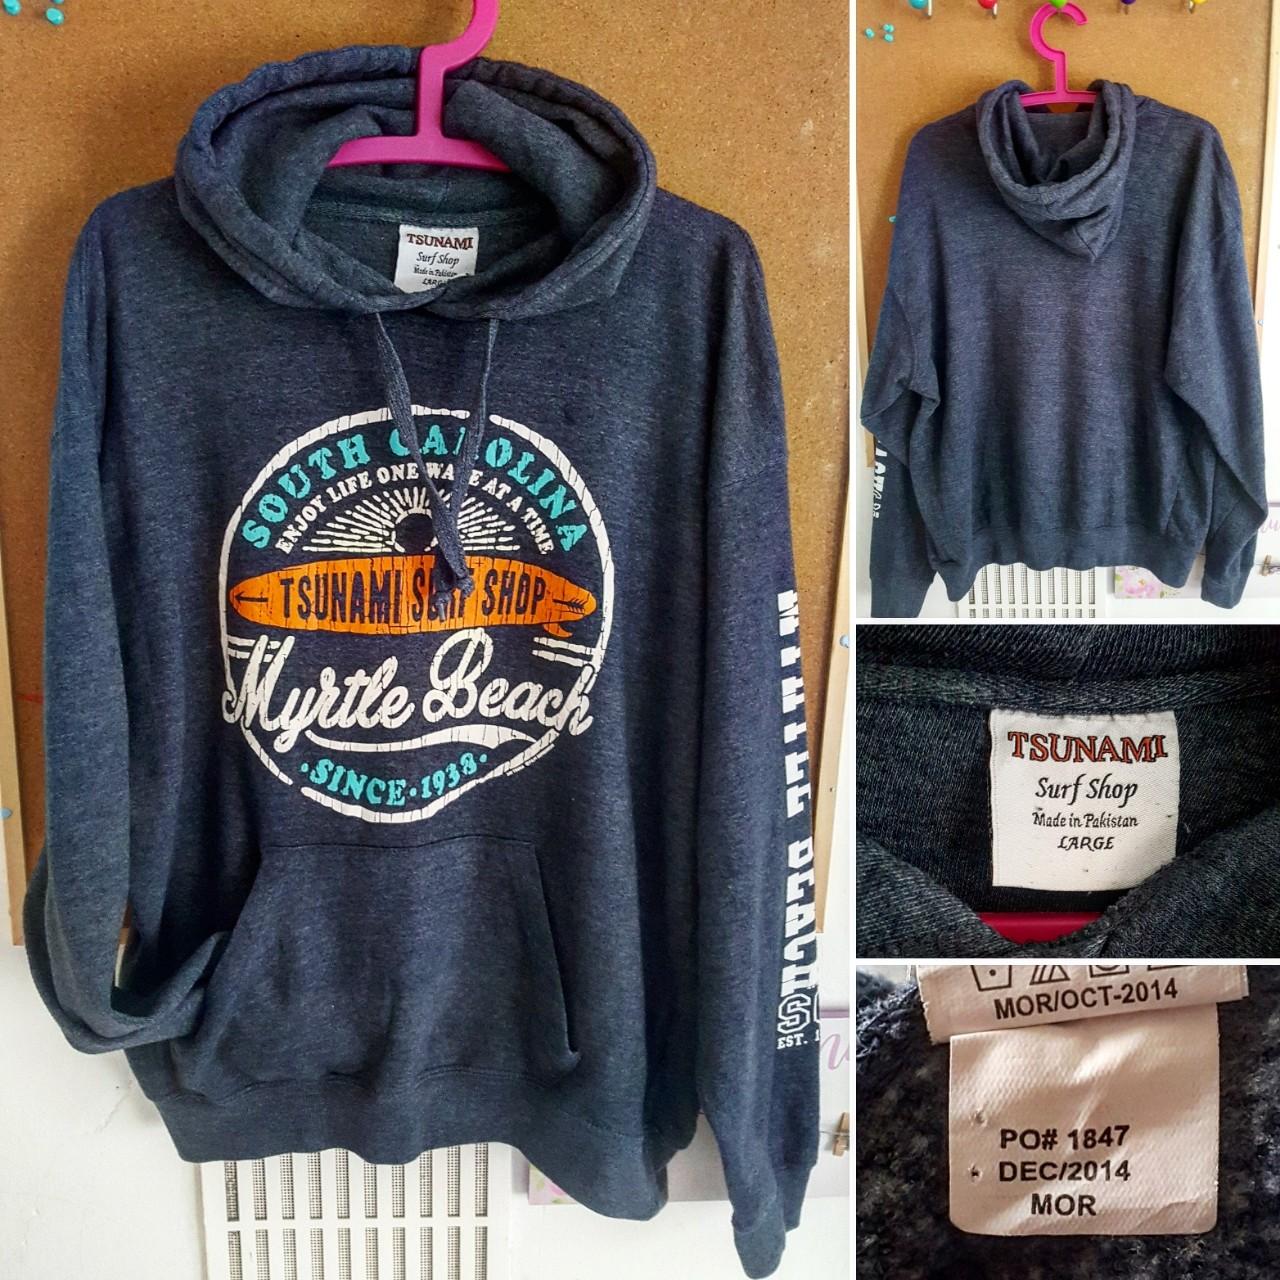 TSUNAMI
Surf Shop
Made in Pakistan
LARGE
SOUTH CAROLINA
ENJOY LIFE ONE WAVE AT A TIME
TSUNAMI SURF SHOP
Myrtle Beach
• SINCE • 1938 •
MYRTLE BEACH
EST.
TSUNAMI
Surf Shop
Made in Pakistan
LARGE
MOR/OCT-2014
PO# 1847
DEC/2014
MOR